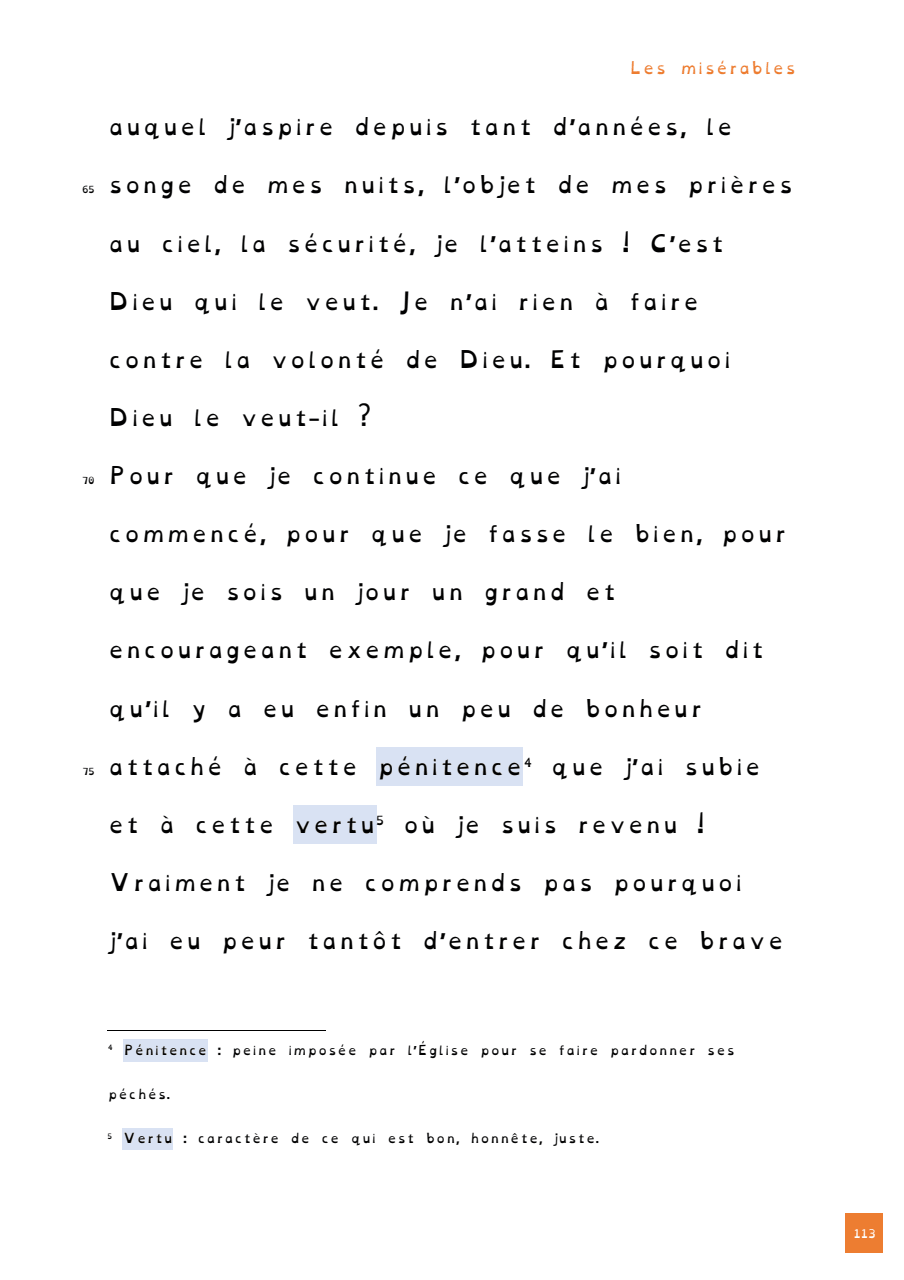 Les misérables
auquel j’aspire depuis tant d’années, le
65 songe de mes nuits, l’objet de mes prières
au ciel, la sécurité, je l’atteins ! C’est
Dieu qui le veut. Je n’ai rien à faire
contre la volonté de Dieu. Et pourquoi
Dieu le veut-il ?
70 Pour que je continue ce que j’ai
commencé, pour que je fasse le bien, pour
que je sois un jour un grand et
encourageant exemple, pour qu’il soit dit
qu’il y a eu enfin un peu de bonheur
75 attaché à cette pénitence⁴ que j’ai subie
et à cette vertu⁵ où je suis revenu !
Vraiment je ne comprends pas pourquoi
j’ai eu peur tantôt d’entrer chez ce brave
⁴ Pénitence : peine imposée par l’Église pour se faire pardonner ses
péchés.
⁵ Vertu : caractère de ce qui est bon, honnête, juste.
113